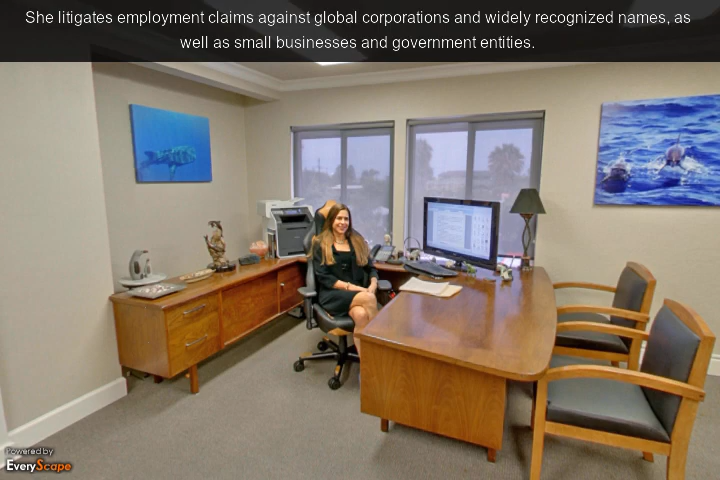 She litigates employment claims against global corporations and widely recognized names, as
well as small businesses and government entities.
Powered by
EveryScape